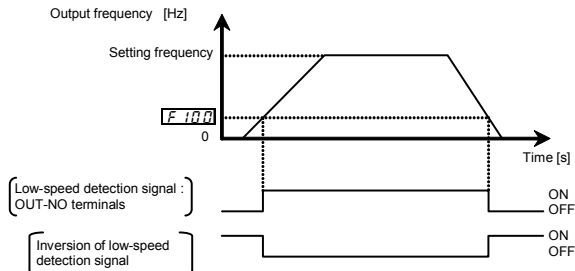 Output frequency [Hz]
Setting frequency
F 100
0
Time [s]
Low-speed detection signal :
OUT-NO terminals
ON
OFF
Inversion of low-speed
detection signal
ON
OFF